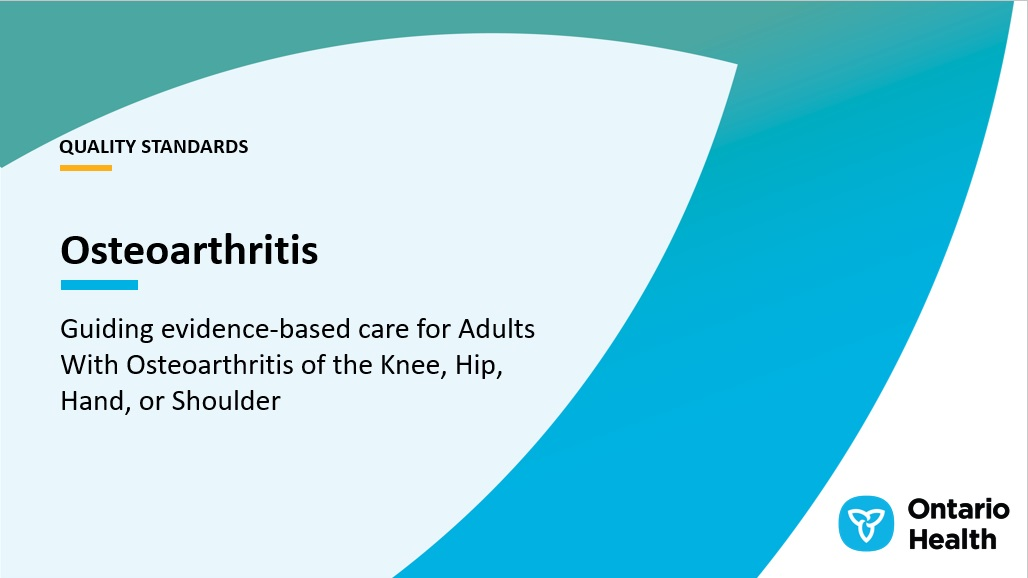 QUALITY STANDARDS
Osteoarthritis
Guiding evidence-based care for Adults
With Osteoarthritis of the Knee, Hip,
Hand, or Shoulder
Ontario
Health